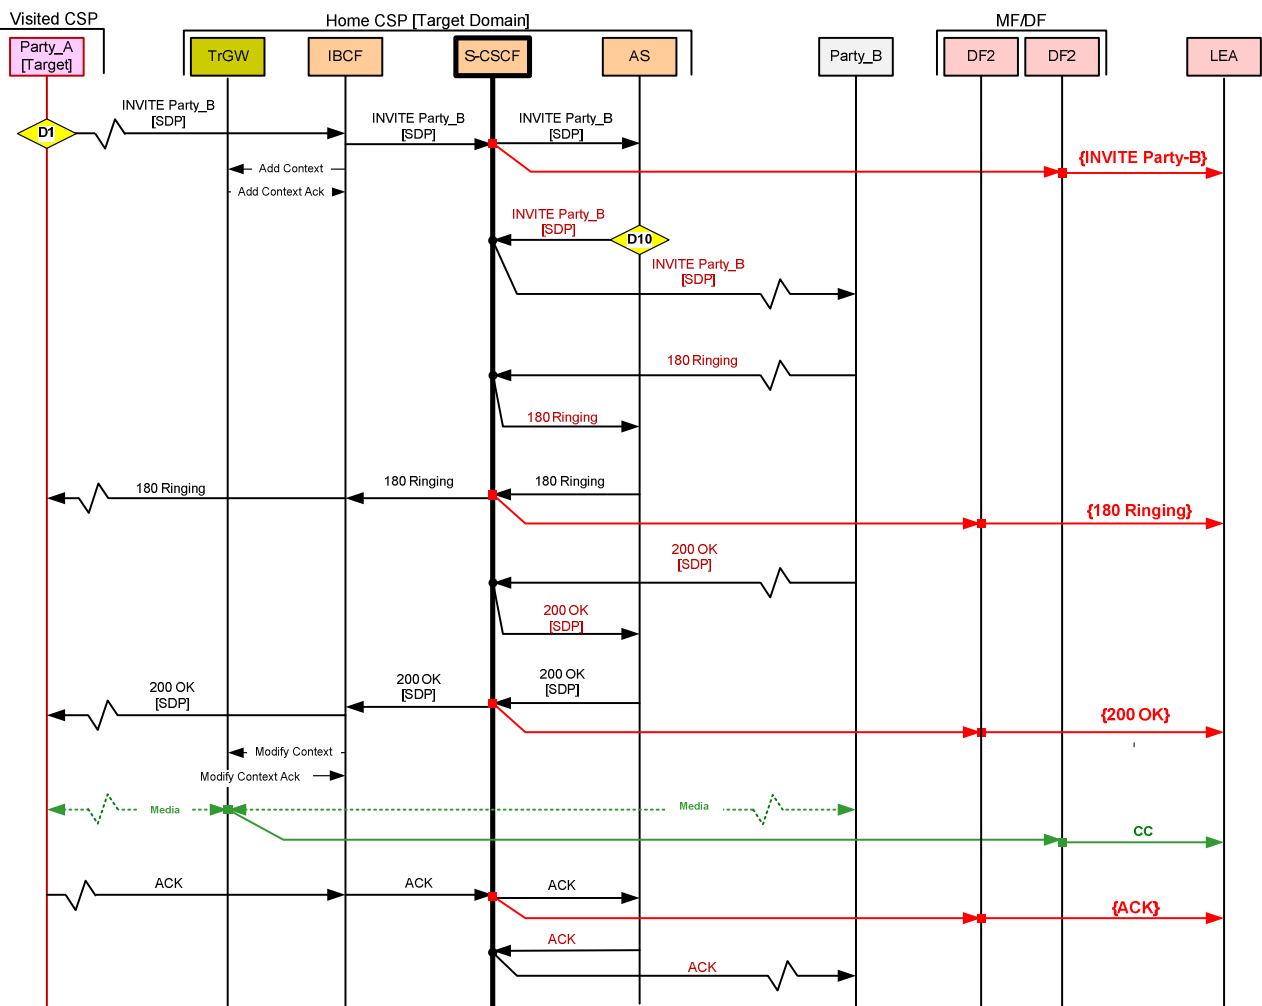 Visited CSP
Home CSP [Target Domain]
MF/DF
Party_A
[Target]
TrGW
IBCF
S-CSCF
AS
Party_B
DF2
DF2
LEA
INVITE Party_B
[SDP]
INVITE Party_B
[SDP]
INVITE Party_B
[SDP]
D1
{INVITE Party-B}
Add Context
Add Context Ack
INVITE Party_B
[SDP]
D10
INVITE Party_B
[SDP]
180 Ringing
180 Ringing
180 Ringing
180 Ringing
180 Ringing
{180 Ringing}
200 OK
[SDP]
200 OK
[SDP]
200 OK
[SDP]
200 OK
[SDP]
200 OK
[SDP]
{200 OK}
Modify Context
Modify Context Ack
Media
Media
CC
ACK
ACK
ACK
{ACK}
ACK
ACK